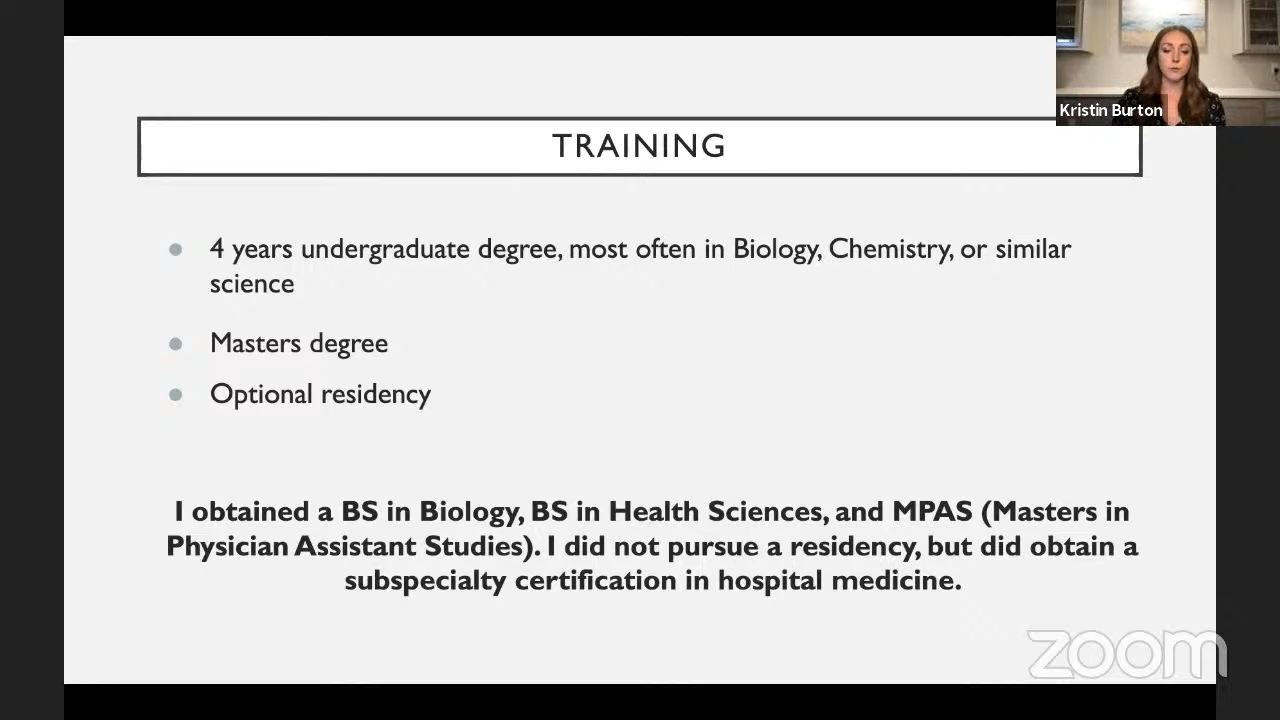 Kristin Burton
TRAINING
4 years undergraduate degree, most often in Biology, Chemistry, or similar
science
Masters degree
Optional residency
I obtained a BS in Biology, BS in Health Sciences, and MPAS (Masters in
Physician Assistant Studies). I did not pursue a residency, but did obtain a
subspecialty certification in hospital medicine.
zoom